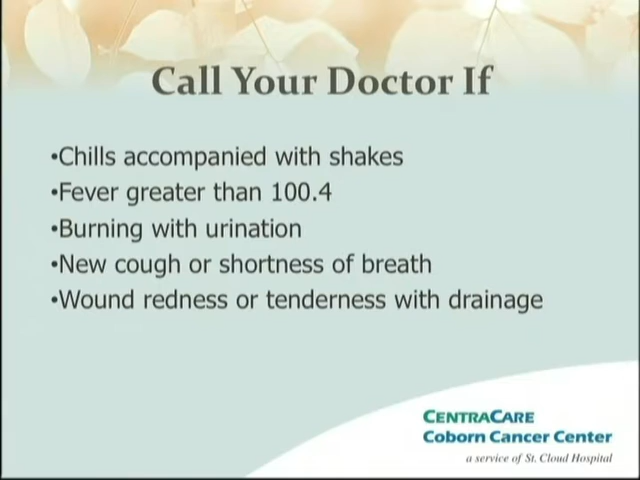 Call Your Doctor If
•Chills accompanied with shakes
•Fever greater than 100.4
•Burning with urination
•New cough or shortness of breath
•Wound redness or tenderness with drainage
CENTRACARE
Coborn Cancer Center
a service of St. Cloud Hospital